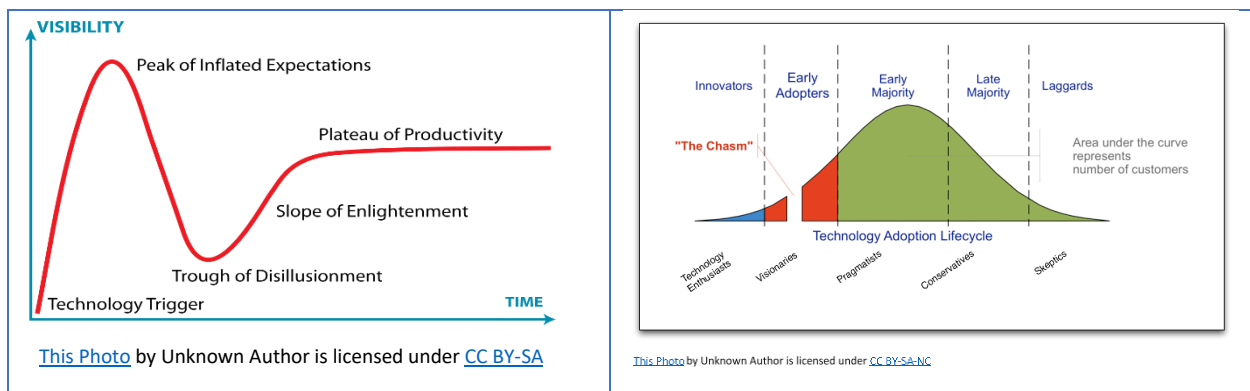 VISIBILITY
Peak of Inflated Expectations
Plateau of Productivity
Slope of Enlightenment
Trough of Disillusionment
Technology Trigger
TIME
This Photo by Unknown Author is licensed under CC BY-SA
Innovators
Early
Adopters
Early
Majority
Late
Majority
Laggards
"The Chasm"
Area under the curve
represents
number of customers
Technology Adoption Lifecycle
Technology
Enthusiasts
Visionaries
Pragmatists
Conservatives
Skeptics
This Photo by Unknown Author is licensed under CC BY-SA-NC